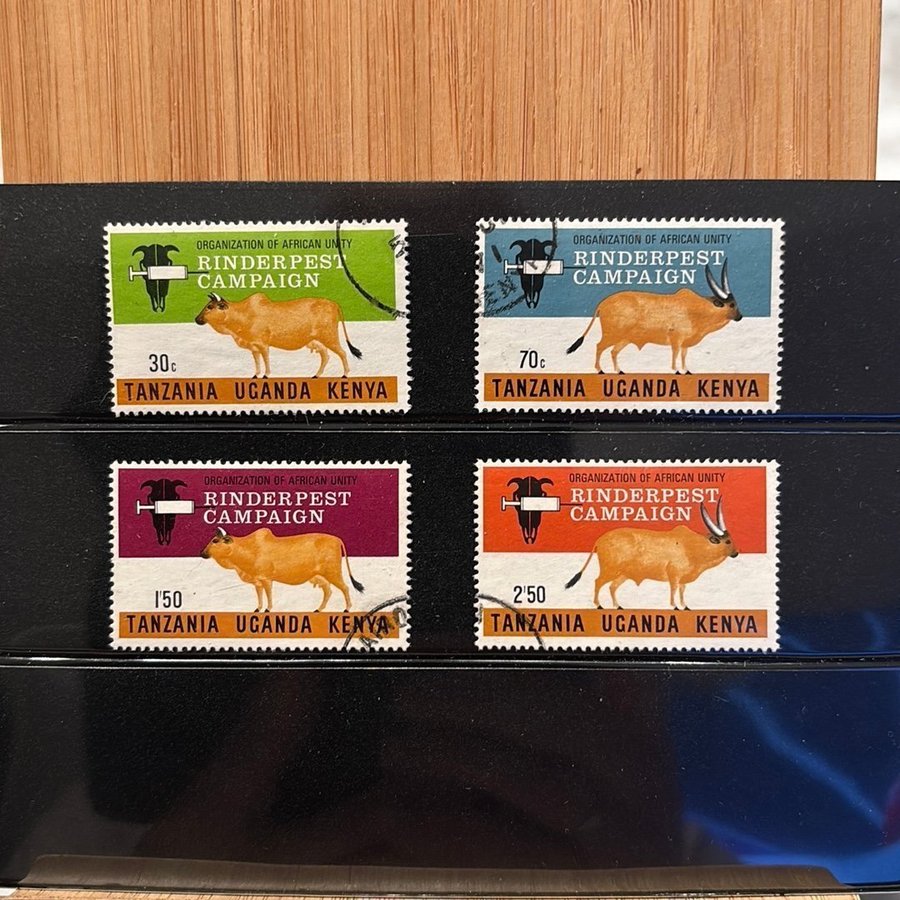 ORGANIZATION OF AFRICAN UNITY
RINDERPEST
CAMPAIGN
30c
TANZANIA UGANDA KENYA
ORGANIZATION OF AFRICAN UNITY
RINDERPEST
CAMPAIGN
70c
TANZANIA UGANDA KENYA
ORGANIZATION OF AFRICAN UNITY
RINDERPEST
CAMPAIGN
1'50
TANZANIA UGANDA KENYA
ORGANIZATION OF AFRICAN UNITY
RINDERPEST
CAMPAIGN
2'50
TANZANIA UGANDA KENYA